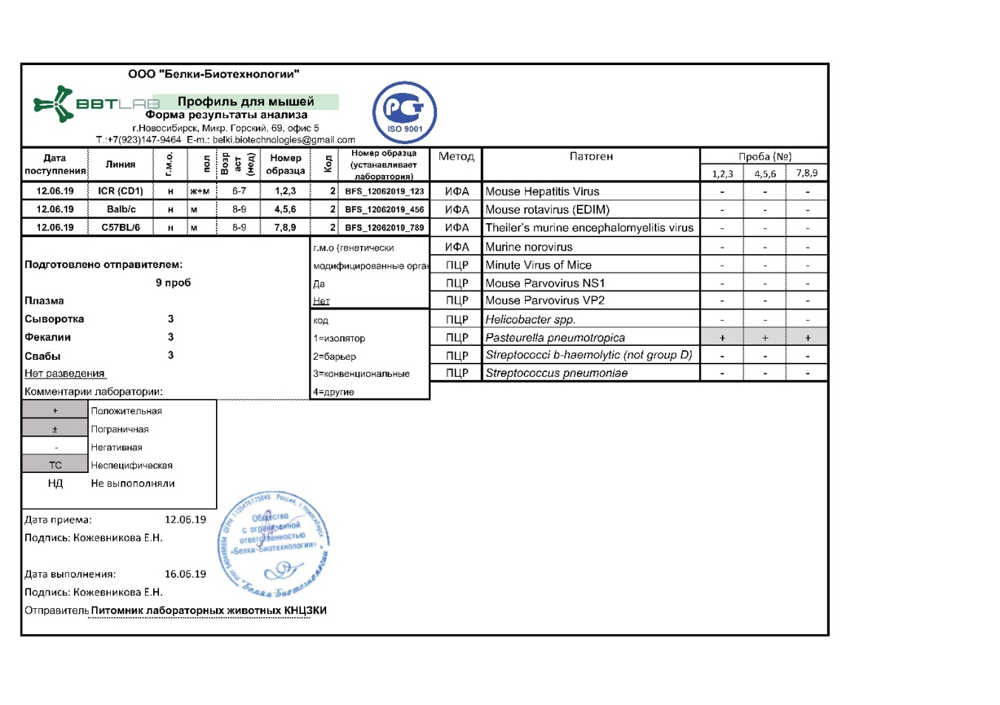 ООО "Белки-Биотехнологии"
BBTLAB
Профиль для мышей
Форма результаты анализа
г.Новосибирск, Микр. Горский, 69, офис 5
Т.:+7(923)147-9464 E-m.: belki.biotechnologies@gmail.com
РСТ
ISO 9001
Дата поступления Линия г.м.о. пол Возраст (нед) Номер образца Код Номер образца (устанавливает лаборатория) Метод Патоген Проба (№)
1,2,3 4,5,6 7,8,9
12.06.19 ICR (CD1) н ж+м 6-7 1,2,3 2 BFS_12062019_123 ИФА Mouse Hepatitis Virus - - -
12.06.19 Balb/c н м 8-9 4,5,6 2 BFS_12062019_456 ИФА Mouse rotavirus (EDIM) - - -
12.06.19 C57BL/6 н м 8-9 7,8,9 2 BFS_12062019_789 ИФА Theiler's murine encephalomyelitis virus - - -
г.м.о (генетически ИФА Murine norovirus - - -
Подготовлено отправителем: модифицированные орга ПЦР Minute Virus of Mice - - -
9 проб Да ПЦР Mouse Parvovirus NS1 - - -
Плазма Нет ПЦР Mouse Parvovirus VP2 - - -
Сыворотка 3 код ПЦР Helicobacter spp. - - -
Фекалии 3 1=изолятор ПЦР Pasteurella pneumotropica + + +
Свабы 3 2=барьер ПЦР Streptococci b-haemolytic (not group D) - - -
Нет разведения 3=конвенциональные ПЦР Streptococcus pneumoniae - - -
Комментарии лаборатории: 4=другие
+ Положительная
± Пограничная
- Негативная
ТС Неспецифическая
НД Не выпополняли
Дата приема: 12.06.19
Подпись: Кожевникова Е.Н.
Дата выполнения: 16.06.19
Подпись: Кожевникова Е.Н.
Отправитель Питомник лабораторных животных КНЦЗКИ
Общество
с ограниченной
ответственностью
«Белки-Биотехнологии»
"Белки-Биотехнологии"
ИНН 5404498694 ОГРН 1135476175845 Россия, г.Новосибирск